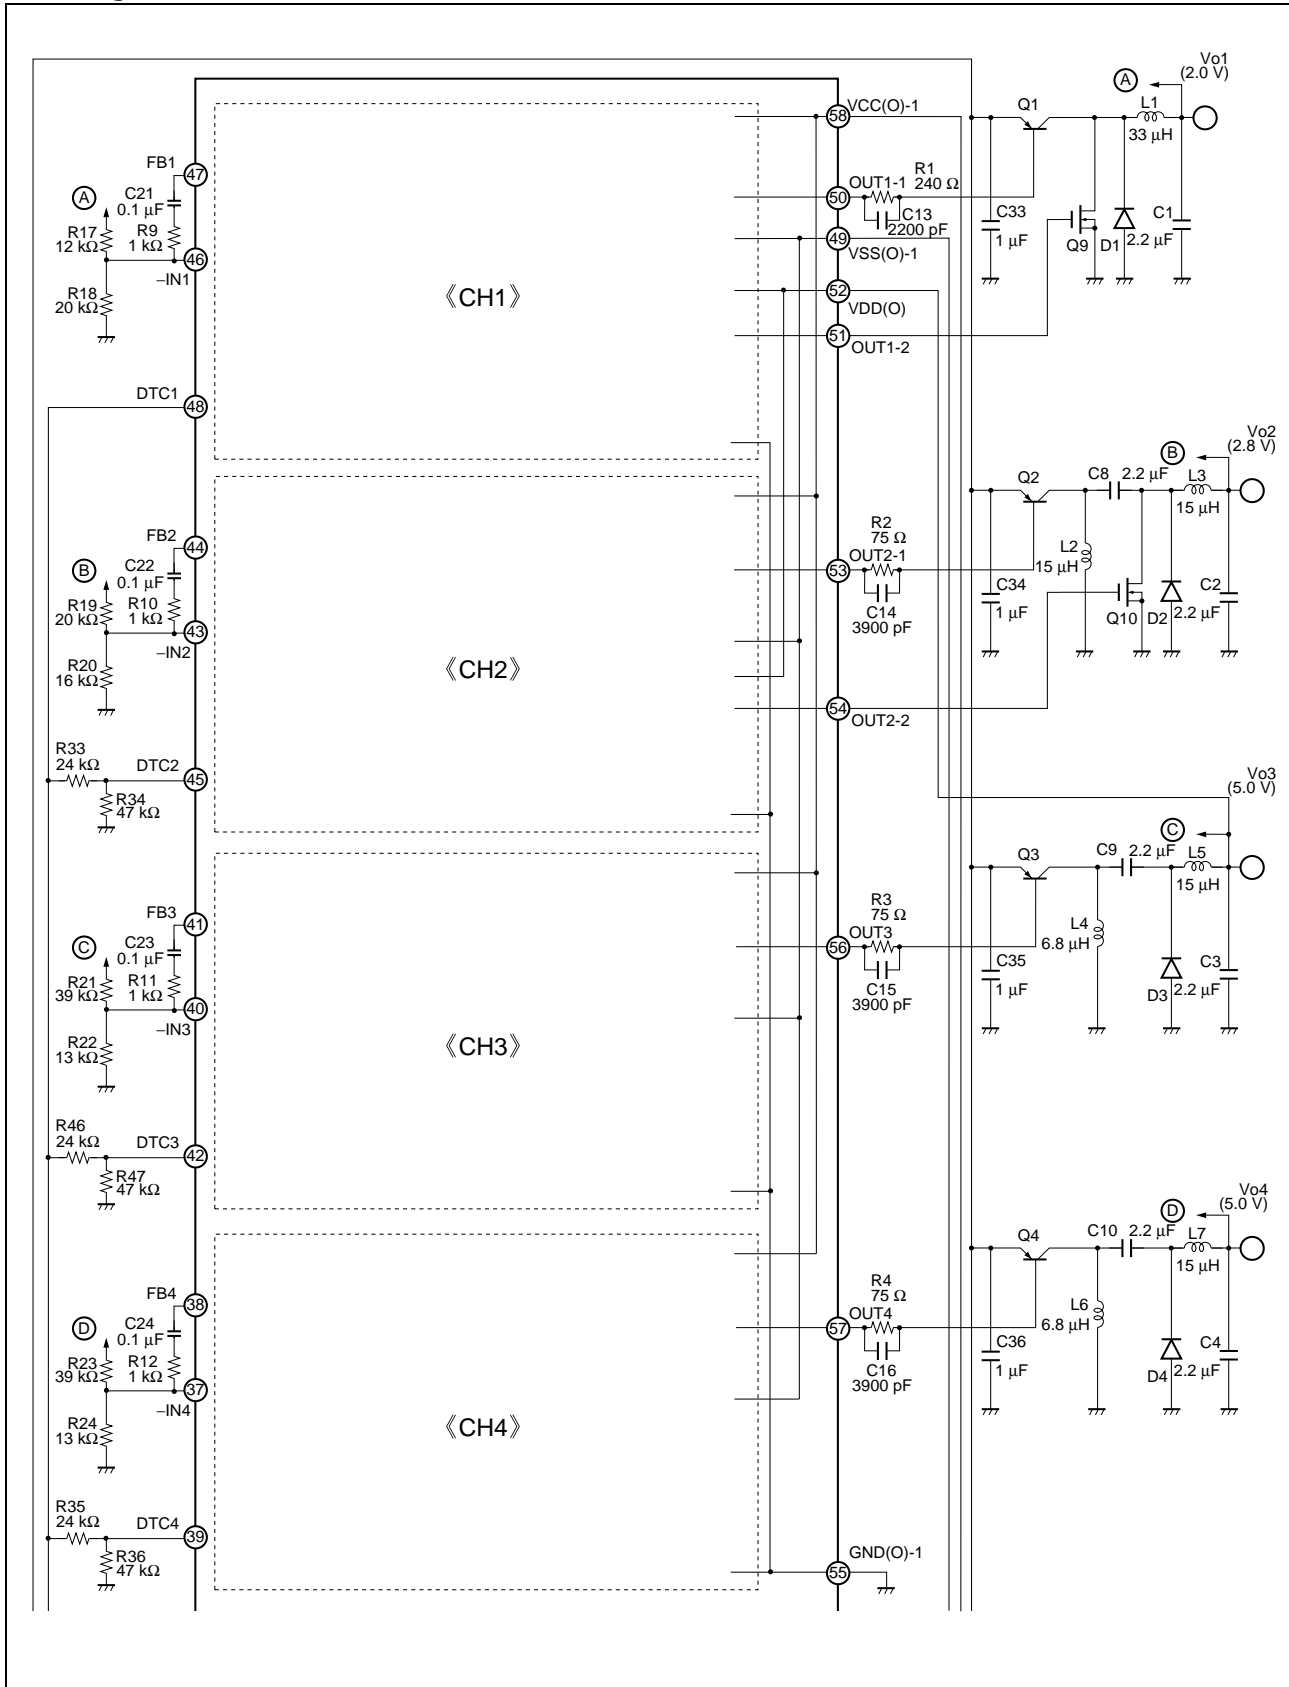 Vo1
(2.0 V)
A
L1
33 μH
Q1
58
VCC(O)-1
FB1
47
A
C21
0.1 μF
R17
12 kΩ
R9
1 kΩ
46
–IN1
R18
20 kΩ
《CH1》
50
OUT1-1
R1
240 Ω
C13
2200 pF
49
VSS(O)-1
52
VDD(O)
51
OUT1-2
C33
1 μF
Q9
D1
C1
2.2 μF
DTC1
48
Vo2
(2.8 V)
B
L3
15 μH
C8
2.2 μF
Q2
FB2
44
B
C22
0.1 μF
R19
20 kΩ
R10
1 kΩ
43
–IN2
R20
16 kΩ
《CH2》
R2
75 Ω
OUT2-1
53
C14
3900 pF
L2
15 μH
C34
1 μF
Q10
D2
C2
2.2 μF
54
OUT2-2
R33
24 kΩ
DTC2
45
R34
47 kΩ
Vo3
(5.0 V)
C
L5
15 μH
C9
2.2 μF
Q3
FB3
41
C
C23
0.1 μF
R21
39 kΩ
R11
1 kΩ
40
–IN3
R22
13 kΩ
《CH3》
R3
75 Ω
OUT3
56
C15
3900 pF
L4
6.8 μH
C35
1 μF
D3
C3
2.2 μF
R46
24 kΩ
DTC3
42
R47
47 kΩ
Vo4
(5.0 V)
D
L7
15 μH
C10
2.2 μF
Q4
FB4
38
D
C24
0.1 μF
R23
39 kΩ
R12
1 kΩ
37
–IN4
R24
13 kΩ
《CH4》
R4
75 Ω
OUT4
57
C16
3900 pF
L6
6.8 μH
C36
1 μF
D4
C4
2.2 μF
R35
24 kΩ
DTC4
39
R36
47 kΩ
GND(O)-1
55